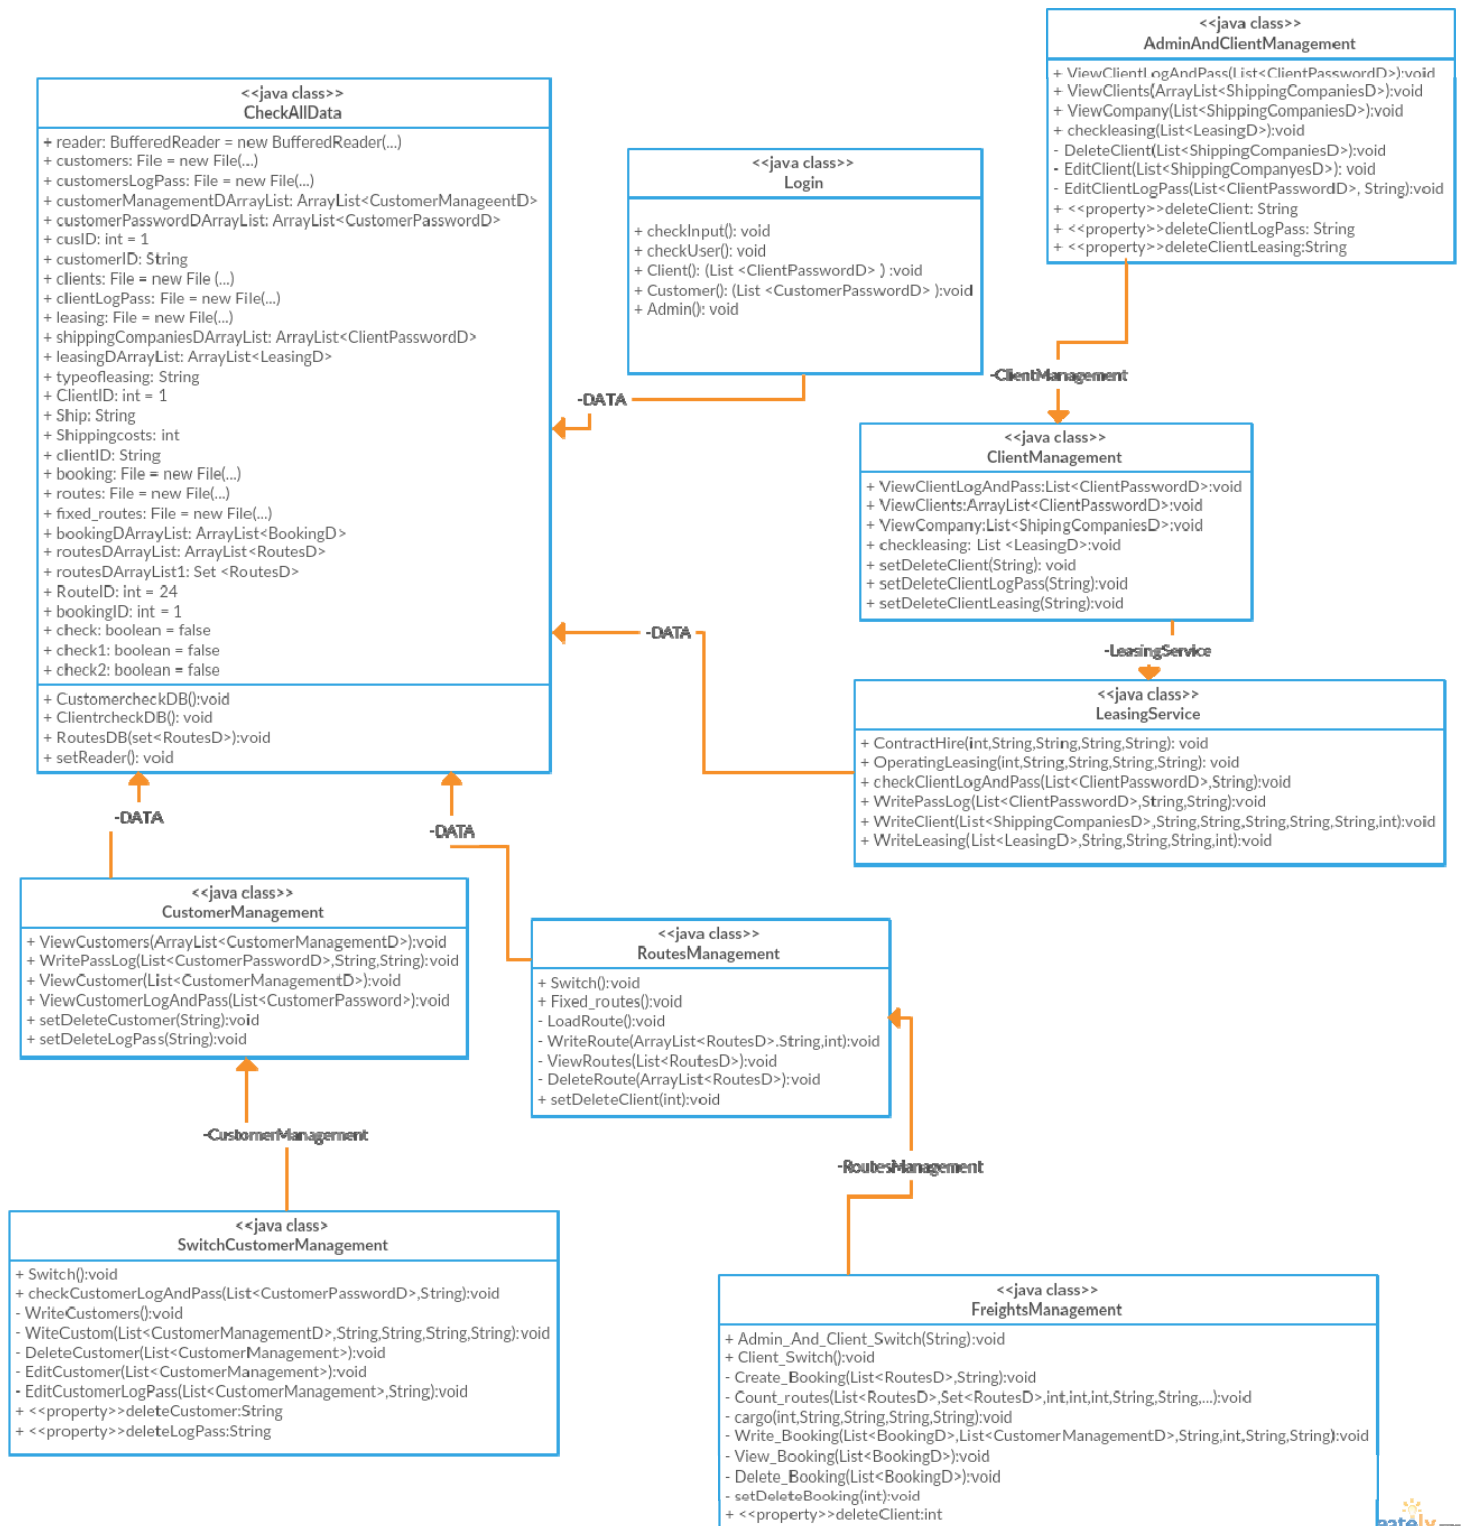 <<java class>>
AdminAndClientManagement
+ ViewClientLogAndPass(List<ClientPasswordD>):void
+ ViewClients(ArrayList<ShippingCompaniesD>):void
+ ViewCompany(List<ShippingCompaniesD>):void
+ checkleasing(List<LeasingD>):void
- DeleteClient(List<ShippingCompaniesD>):void
- EditClient(List<ShippingCompanyesD>): void
- EditClientLogPass(List<ClientPasswordD>, String):void
+ <<property>>deleteClient: String
+ <<property>>deleteClientLogPass: String
+ <<property>>deleteClientLeasing:String
<<java class>>
CheckAllData
+ reader: BufferedReader = new BufferedReader(...)
+ customers: File = new File(...)
+ customersLogPass: File = new File(...)
+ customerManagementDArrayList: ArrayList<CustomerManageentD>
+ customerPasswordDArrayList: ArrayList<CustomerPasswordD>
+ cusID: int = 1
+ customerID: String
+ clients: File = new File (...)
+ clientLogPass: File = new File(...)
+ leasing: File = new File(...)
+ shippingCompaniesDArrayList: ArrayList<ClientPasswordD>
+ leasingDArrayList: ArrayList<LeasingD>
+ typeofleasing: String
+ ClientID: int = 1
+ Ship: String
+ Shippingcosts: int
+ clientID: String
+ booking: File = new File(...)
+ routes: File = new File(...)
+ fixed_routes: File = new File(...)
+ bookingDArrayList: ArrayList<BookingD>
+ routesDArrayList: ArrayList<RoutesD>
+ routesDArrayList1: Set <RoutesD>
+ RouteID: int = 24
+ bookingID: int = 1
+ check: boolean = false
+ check1: boolean = false
+ check2: boolean = false
+ CustomercheckDB():void
+ ClientrcheckDB(): void
+ RoutesDB(set<RoutesD>):void
+ setReader(): void
<<java class>>
Login
+ checkInput(): void
+ checkUser(): void
+ Client(): (List <ClientPasswordD> ) :void
+ Customer(): (List <CustomerPasswordD> ):void
+ Admin(): void
-DATA
-ClientManagement
<<java class>>
ClientManagement
+ ViewClientLogAndPass:List<ClientPasswordD>:void
+ ViewClients:ArrayList<ClientPasswordD>:void
+ ViewCompany:List<ShipingCompaniesD>:void
+ checkleasing: List <LeasingD>:void
+ setDeleteClient(String): void
+ setDeleteClientLogPass(String):void
+ setDeleteClientLeasing(String):void
-DATA
-LeasingService
<<java class>>
LeasingService
+ ContractHire(int,String,String,String,String): void
+ OperatingLeasing(int,String,String,String,String): void
+ checkClientLogAndPass(List<ClientPasswordD>,String):void
+ WritePassLog(List<ClientPasswordD>,String,String):void
+ WriteClient(List<ShippingCompaniesD>,String,String,String,String,String,int):void
+ WriteLeasing(List<LeasingD>,String,String,String,int):void
-DATA
-DATA
<<java class>>
CustomerManagement
+ ViewCustomers(ArrayList<CustomerManagementD>):void
+ WritePassLog(List<CustomerPasswordD>,String,String):void
+ ViewCustomer(List<CustomerManagementD>):void
+ ViewCustomerLogAndPass(List<CustomerPassword>):void
+ setDeleteCustomer(String):void
+ setDeleteLogPass(String):void
<<java class>>
RoutesManagement
+ Switch():void
+ Fixed_routes():void
- LoadRoute():void
- WriteRoute(ArrayList<RoutesD>.String,int):void
- ViewRoutes(List<RoutesD>):void
- DeleteRoute(ArrayList<RoutesD>):void
+ setDeleteClient(int):void
-CustomerManagement
-RoutesManagement
<<java class>
SwitchCustomerManagement
+ Switch():void
+ checkCustomerLogAndPass(List<CustomerPasswordD>,String):void
- WriteCustomers():void
- WiteCustom(List<CustomerManagementD>,String,String,String,String):void
- DeleteCustomer(List<CustomerManagement>):void
- EditCustomer(List<CustomerManagement>):void
- EditCustomerLogPass(List<CustomerManagement>,String):void
+ <<property>>deleteCustomer:String
+ <<property>>deleteLogPass:String
<<java class>>
FreightsManagement
+ Admin_And_Client_Switch(String):void
+ Client_Switch():void
- Create_Booking(List<RoutesD>,String):void
- Count_routes(List<RoutesD>,Set<RoutesD>,int,int,int,String,String,...):void
- cargo(int,String,String,String,String):void
- Write_Booking(List<BookingD>,List<CustomerManagementD>,String,int,String,String):void
- View_Booking(List<BookingD>):void
- Delete_Booking(List<BookingD>):void
- setDeleteBooking(int):void
+ <<property>>deleteClient:int